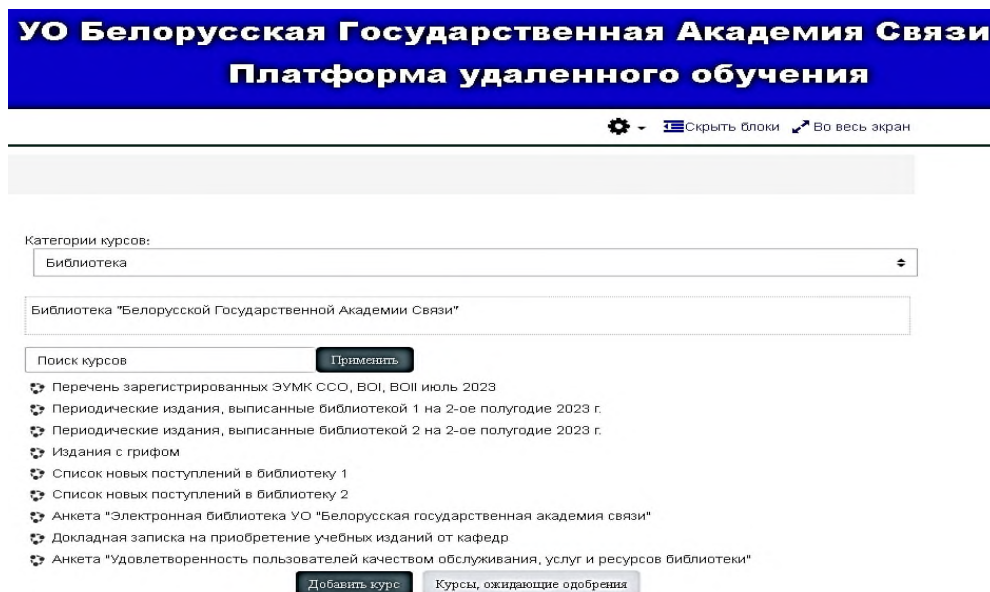 УО Белорусская Государственная Академия Связи
Платформа удаленного обучения
Скрыть блоки Во весь экран
Категории курсов:
Библиотека
Библиотека "Белорусской Государственной Академии Связи"
Поиск курсов Применить
Перечень зарегистрированных ЭУМК ССО, ВОI, ВОII июль 2023
Периодические издания, выписанные библиотекой 1 на 2-ое полугодие 2023 г.
Периодические издания, выписанные библиотекой 2 на 2-ое полугодие 2023 г.
Издания с грифом
Список новых поступлений в библиотеку 1
Список новых поступлений в библиотеку 2
Анкета "Электронная библиотека УО "Белорусская государственная академия связи"
Докладная записка на приобретение учебных изданий от кафедр
Анкета "Удовлетворенность пользователей качеством обслуживания, услуг и ресурсов библиотеки"
Добавить курс Курсы, ожидающие одобрения